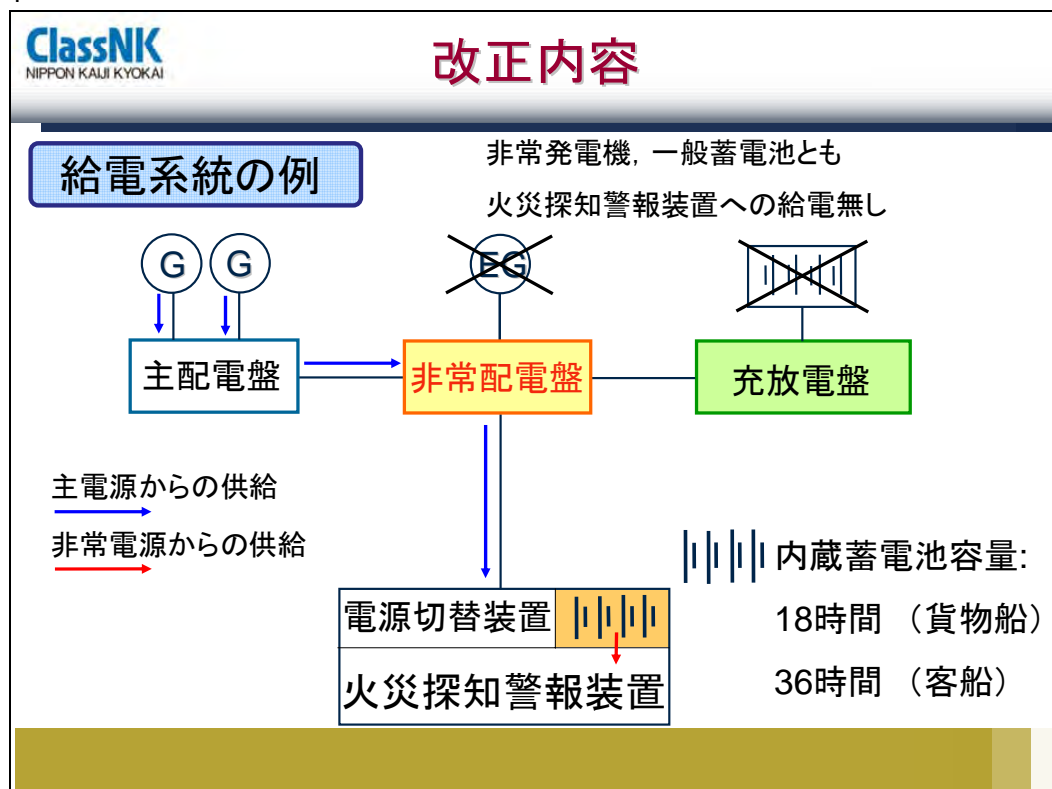 ClassNK
NIPPON KAIJI KYOKAI
改正内容
給電系統の例
非常発電機，一般蓄電池とも
火災探知警報装置への給電無し
G
G
EG
主配電盤
非常配電盤
充放電盤
主電源からの供給
非常電源からの供給
内蔵蓄電池容量:
18時間 （貨物船）
36時間 （客船）
電源切替装置
火災探知警報装置